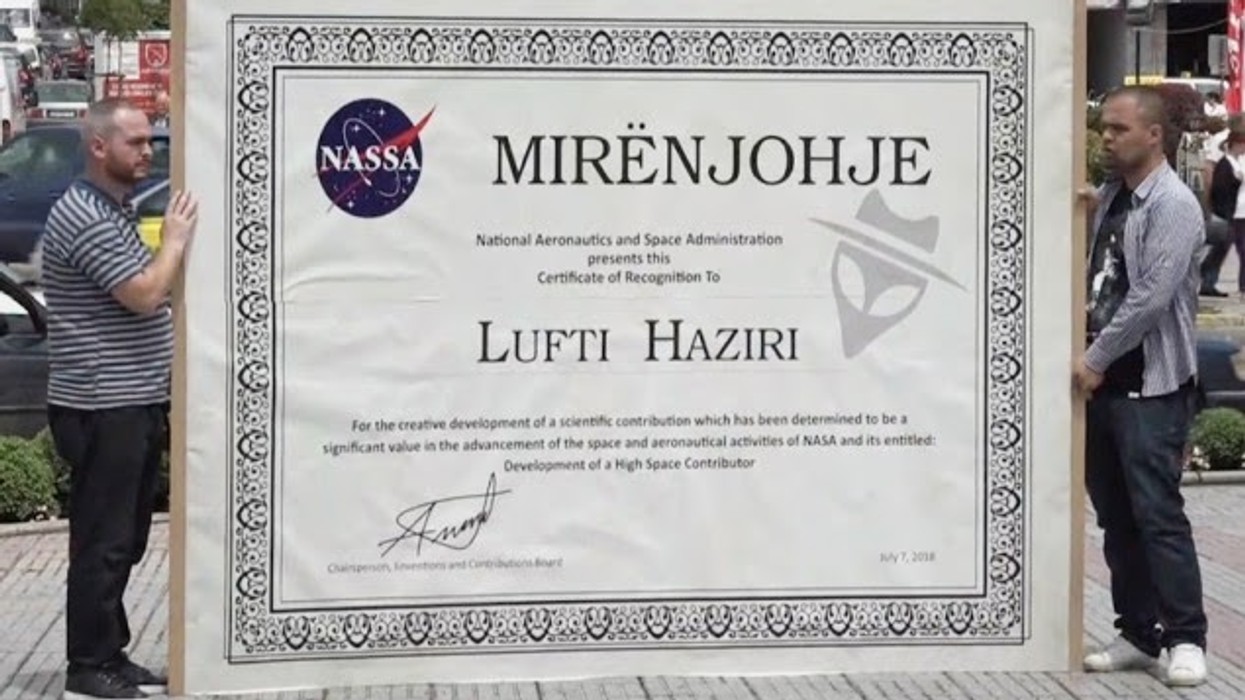 NASSA
MIRËNJOHJE
National Aeronautics and Space Administration
presents this
Certificate of Recognition To
LUFTI HAZIRI
For the creative development of a scientific contribution which has been determined to be a
significant value in the advancement of the space and aeronautical activities of NASA and its entitled:
Development of a High Space Contributor
Chairsperson, Inventions and Contributions Board
July 7, 2018